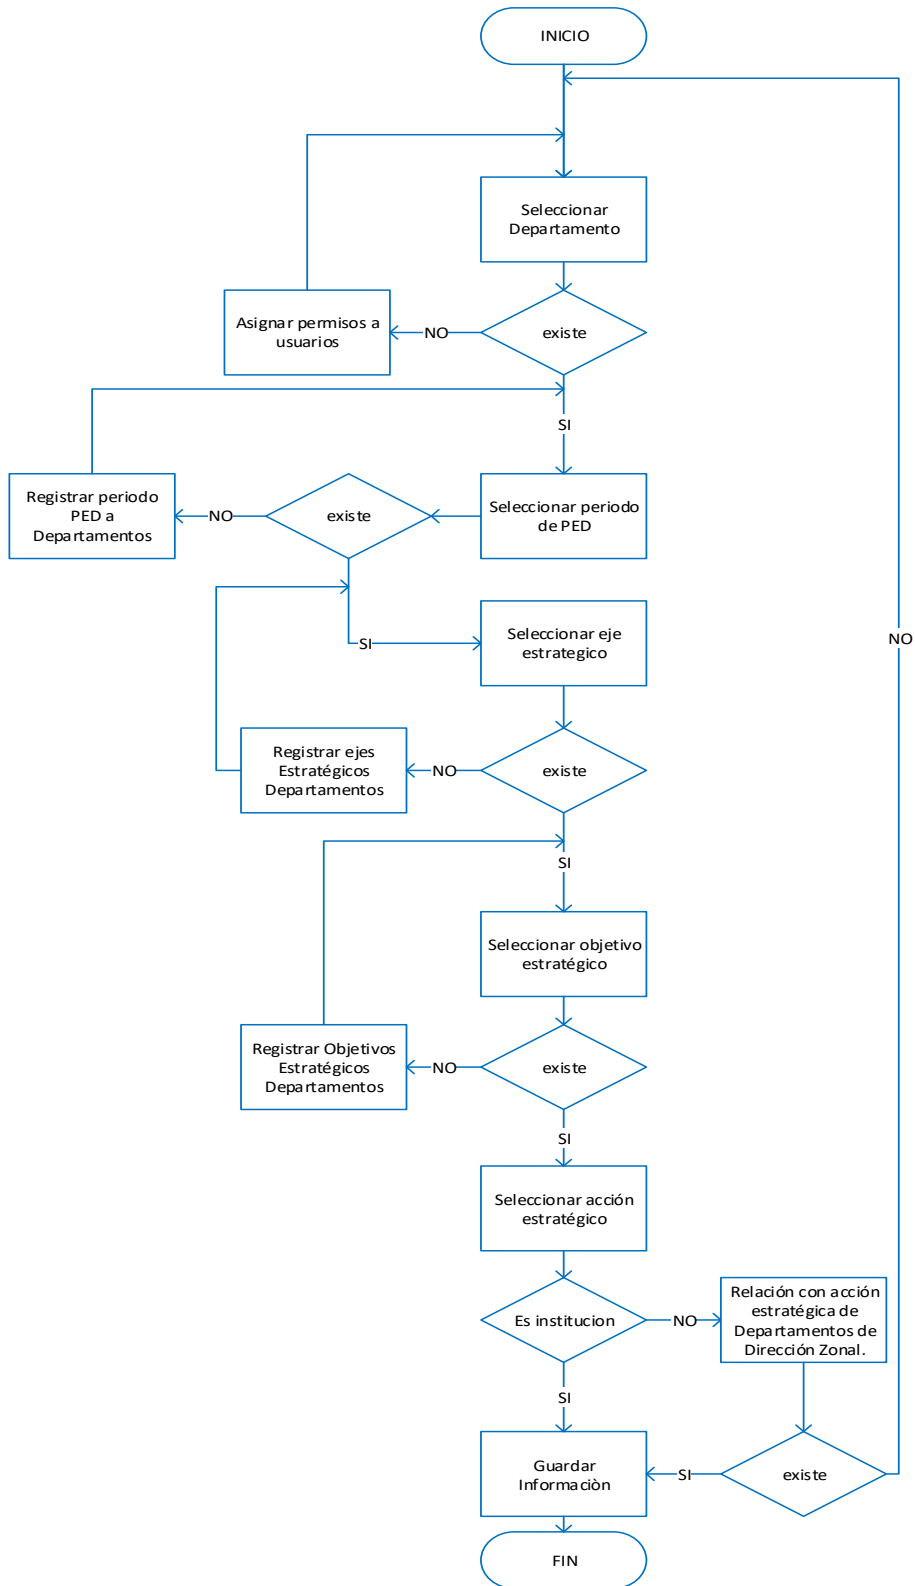 INICIO
Seleccionar
Departamento
Asignar permisos a
usuarios
NO
existe
SI
Registrar periodo
PED a
Departamentos
NO
existe
Seleccionar periodo
de PED
SI
Seleccionar eje
estrategico
NO
Registrar ejes
Estratégicos
Departamentos
NO
existe
SI
Seleccionar objetivo
estratégico
Registrar Objetivos
Estratégicos
Departamentos
NO
existe
SI
Seleccionar acción
estratégico
Es institucion
NO
Relación con acción
estratégica de
Departamentos de
Dirección Zonal.
SI
Guardar
Informaciòn
SI
existe
FIN